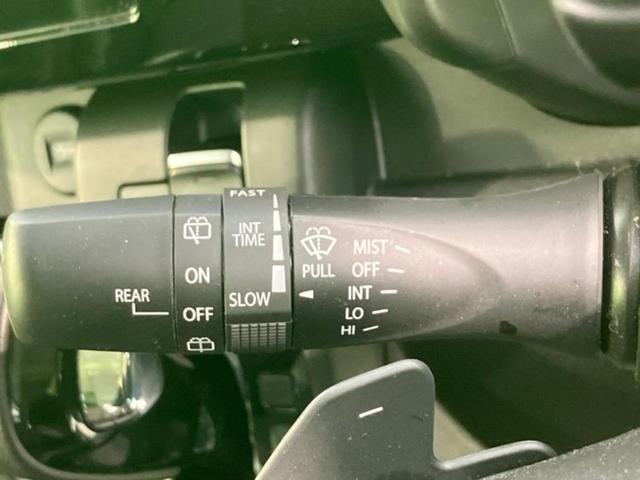 FAST
INT
TIME
SLOW
REAR
ON
OFF
PULL
MIST
OFF
INT
LO
HI